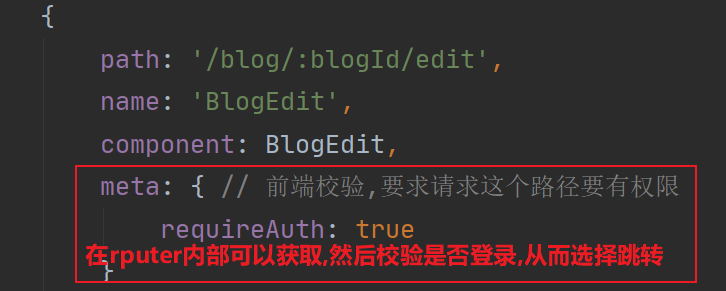 {
path: '/blog/:blogId/edit',
name: 'BlogEdit',
component: BlogEdit,
meta: { // 前端校验,要求请求这个路径要有权限
requireAuth: true
在rputer内部可以获取,然后校验是否登录,从而选择跳转
}